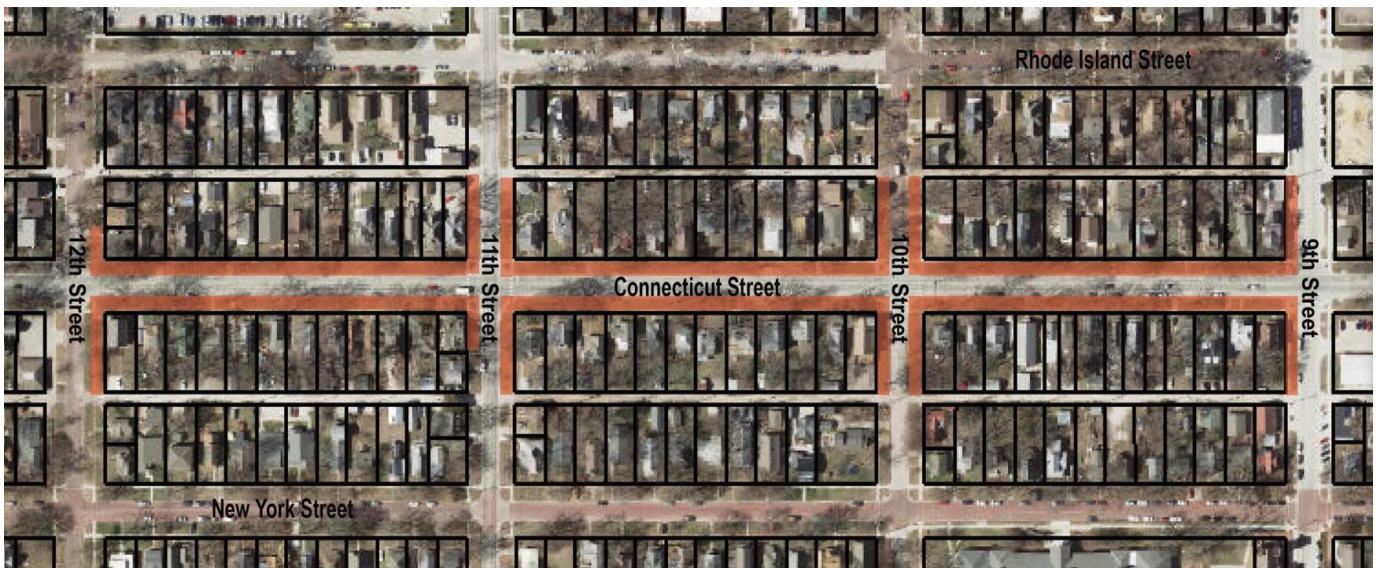 Rhode Island Street
12th Street
11th Street
10th Street
9th Street
Connecticut Street
New York Street